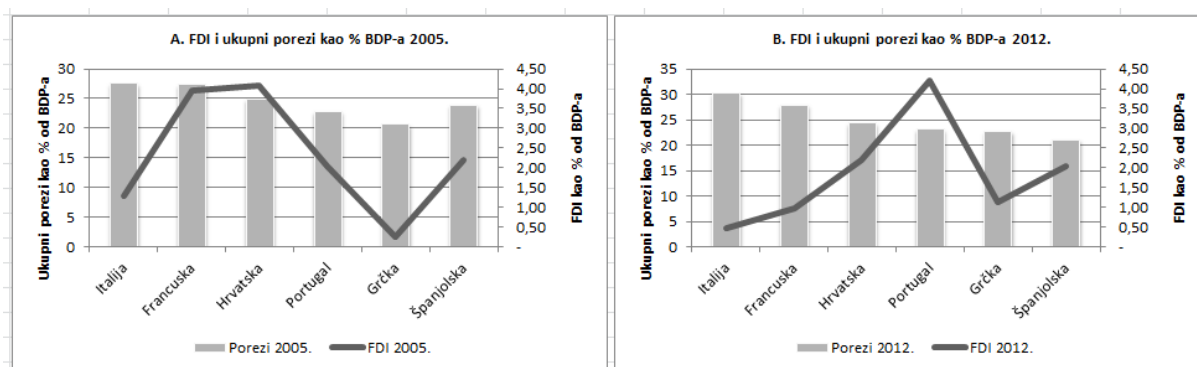 A. FDI i ukupni porezi kao % BDP-a 2005.
Ukupni porezi kao % od BDP-a
30
25
20
15
10
5
0
4,50
4,00
3,50
3,00
2,50
2,00
1,50
1,00
0,50
-
FDI kao % od BDP-a
Italija
Francuska
Hrvatska
Portugal
Grčka
Španjolska
Porezi 2005.
FDI 2005.
B. FDI i ukupni porezi kao % BDP-a 2012.
Ukupni porezi kao % od BDP-a
35
30
25
20
15
10
5
0
4,50
4,00
3,50
3,00
2,50
2,00
1,50
1,00
0,50
-
FDI kao % od BDP-a
Italija
Francuska
Hrvatska
Portugal
Grčka
Španjolska
Porezi 2012.
FDI 2012.